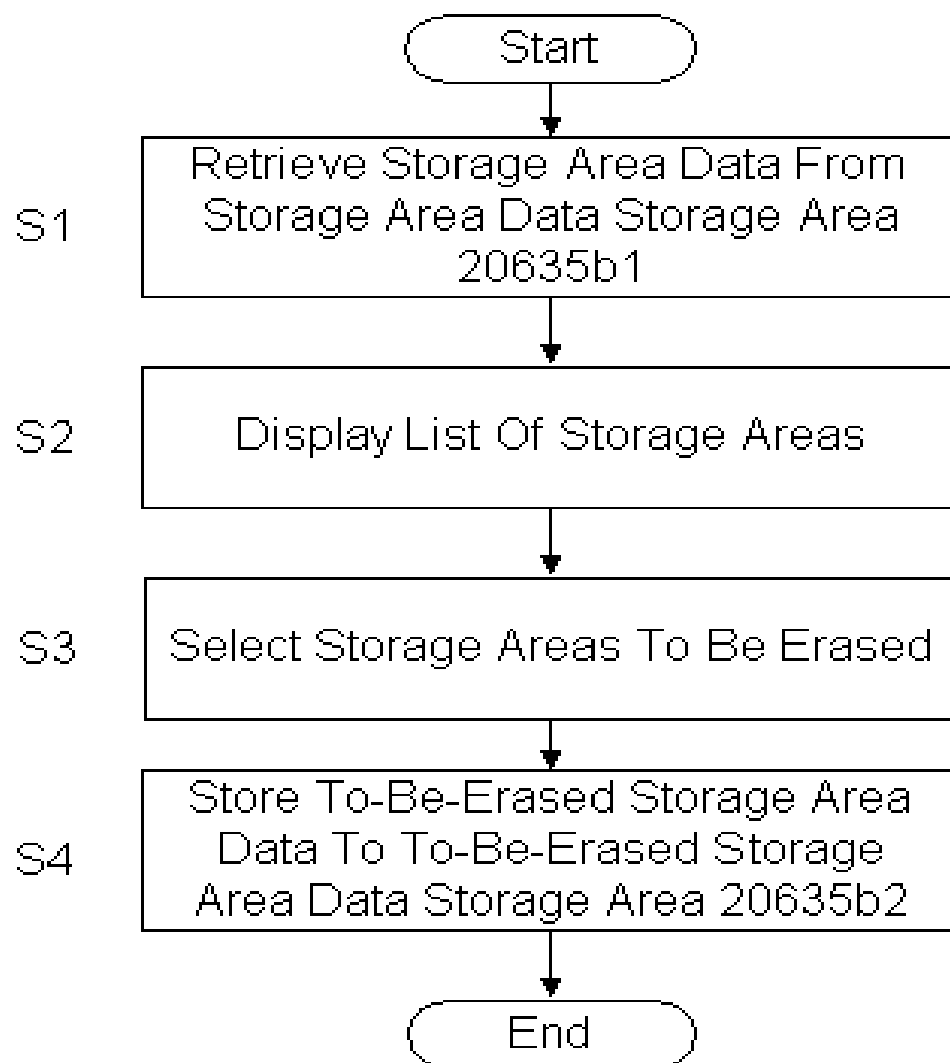 Start
S1
Retrieve Storage Area Data From
Storage Area Data Storage Area
20635b1
S2
Display List Of Storage Areas
S3
Select Storage Areas To Be Erased
S4
Store To-Be-Erased Storage Area
Data To To-Be-Erased Storage
Area Data Storage Area 20635b2
End